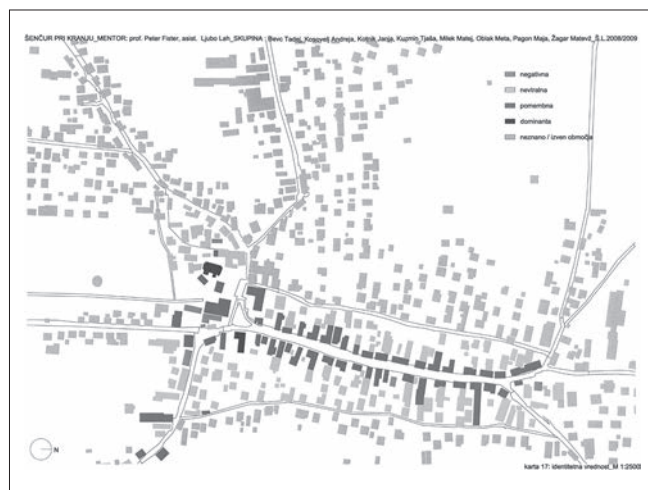 ŠENČUR PRI KRANJU_MENTOR: prof. Peter Fister, asist. Ljubo Lah_SKUPINA : Bevc Tadej, Kosovelj Andreja, Kotnik Janja, Kuzmin Tjaša, Milek Matej, Oblak Meta, Pagon Maja, Žagar Matevž_Š.L.2008/2009
negativna
nevtralna
pomembna
dominanta
neznano / izven območja
N
karta 17: identitetna vrednost_M 1:2500